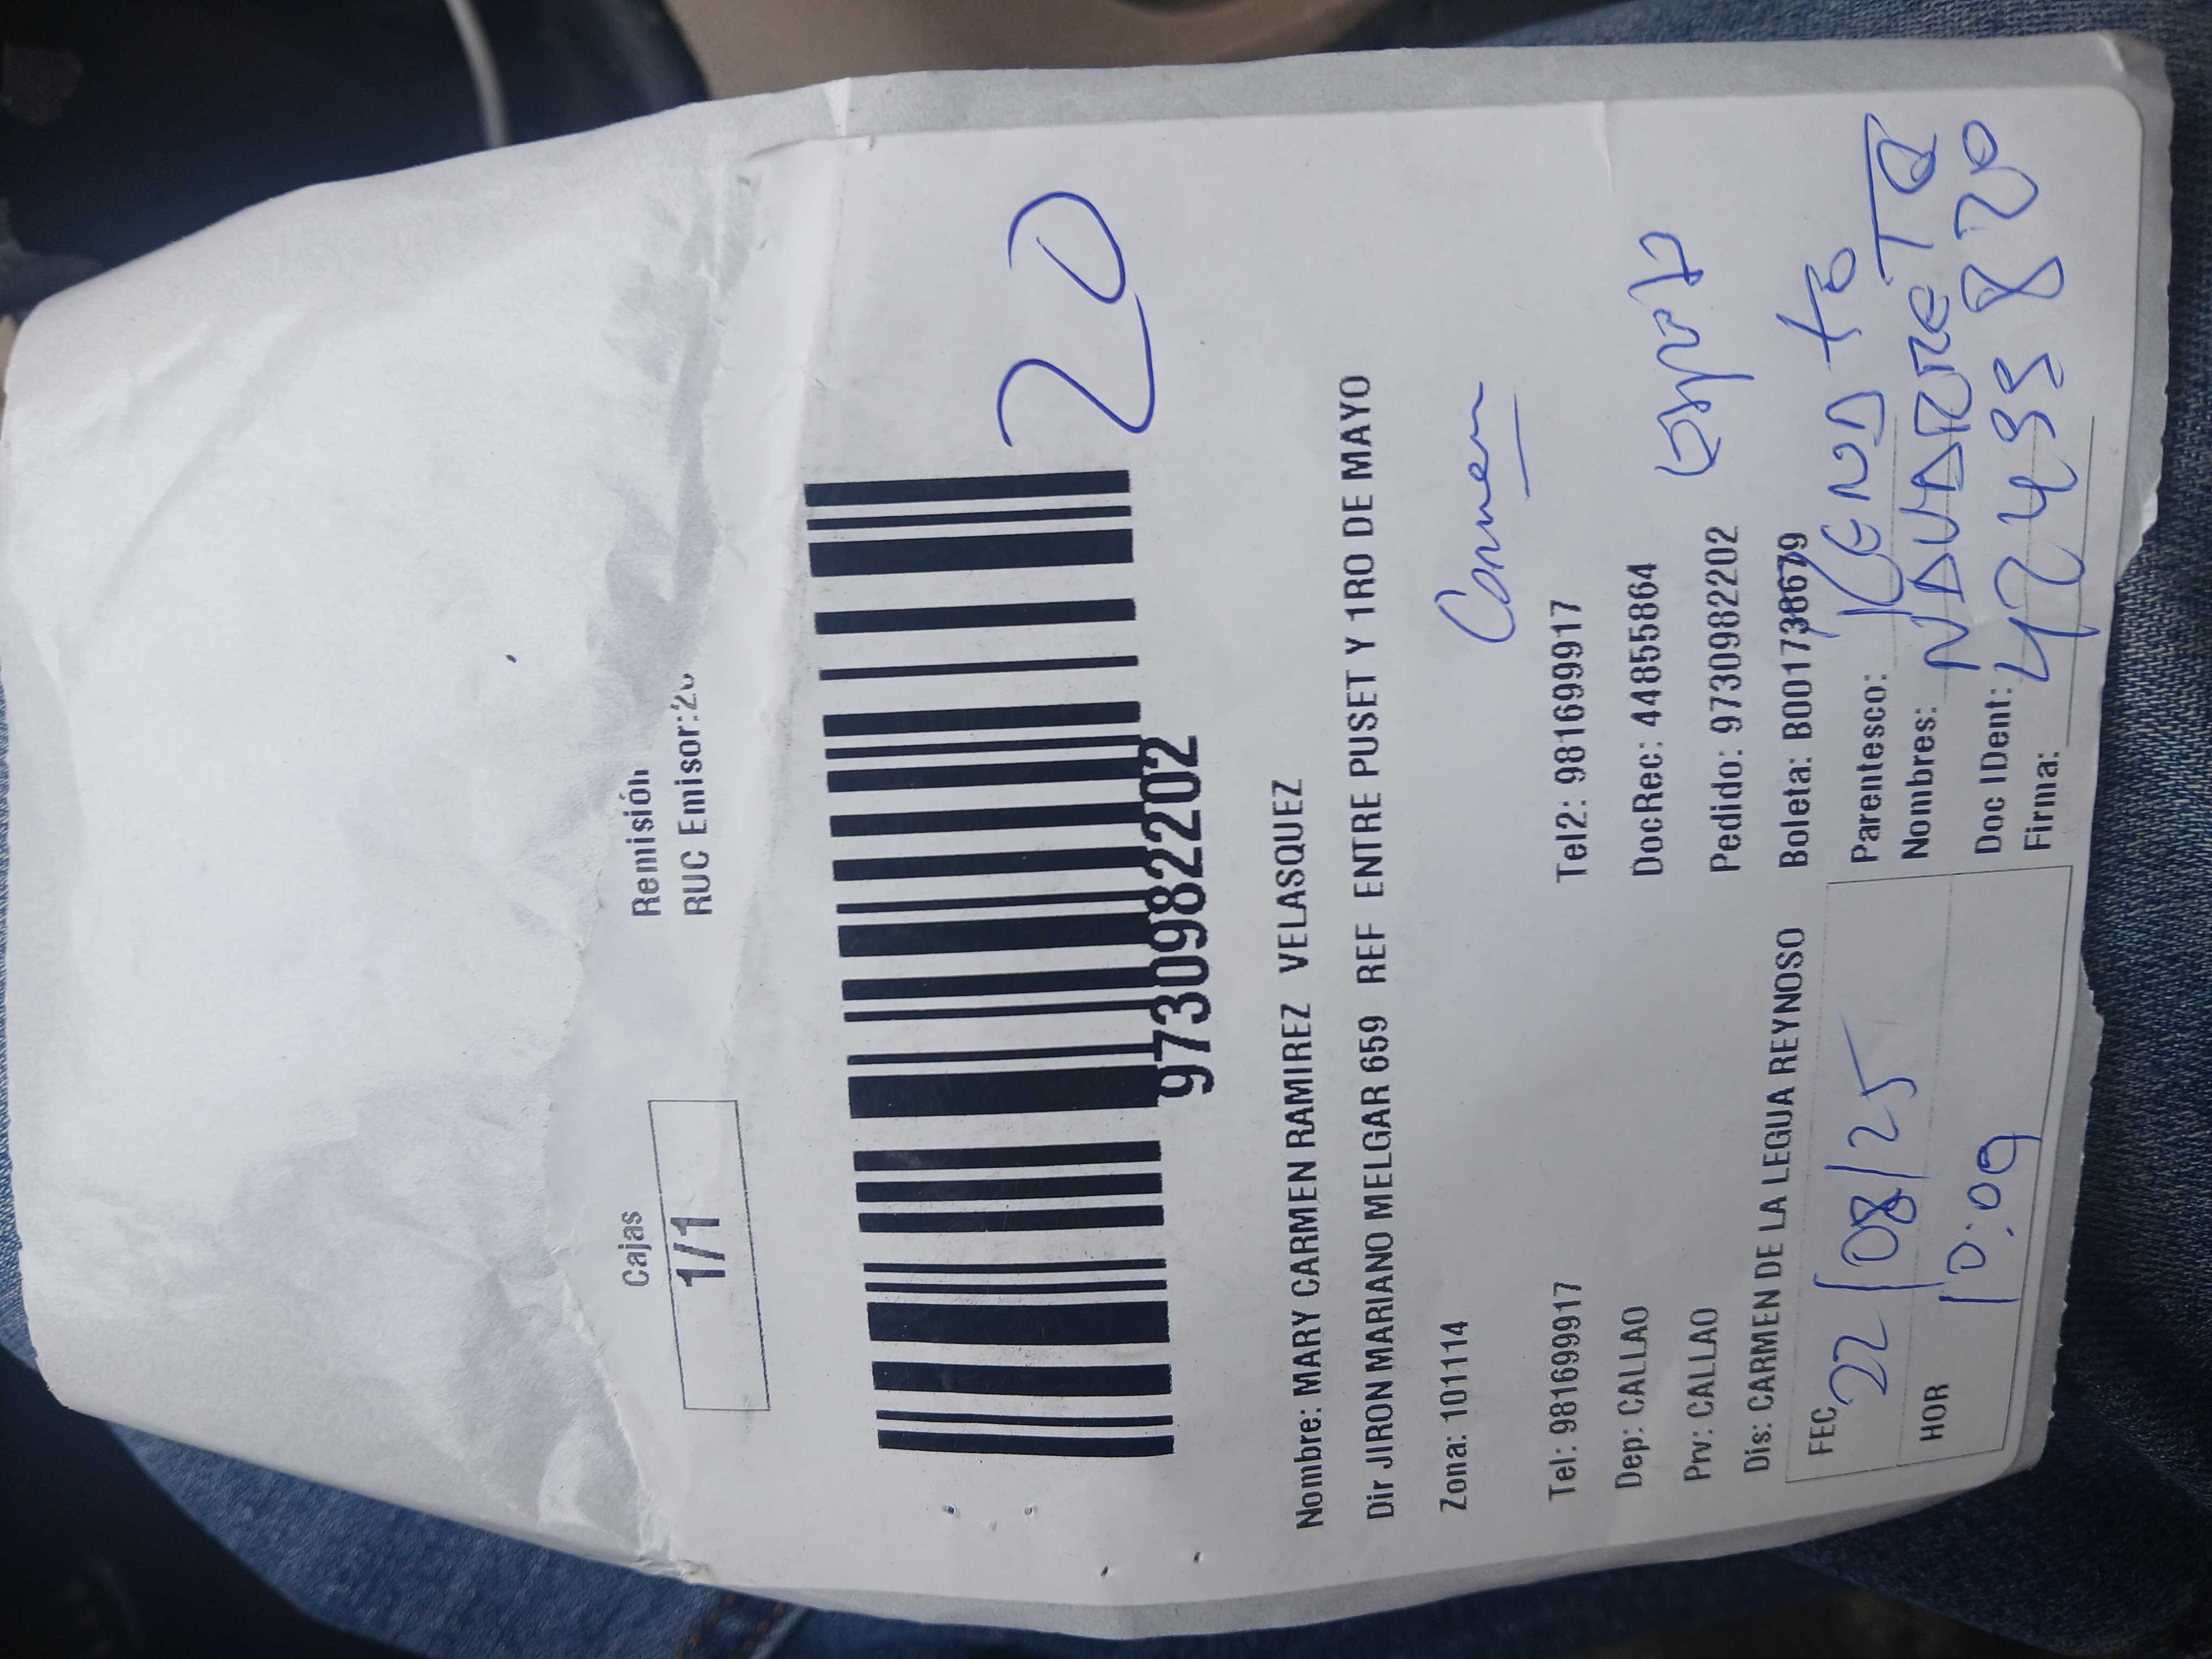 Cajas
1/1
Remisión
RUC Emisor:20
20
9730982202
Nombre: MARY CARMEN RAMIREZ VELASQUEZ
Dir JIRON MARIANO MELGAR 659 REF ENTRE PUSET Y 1RO DE MAYO
Zona: 101114
Carmen
Tel: 981699917 Tel2: 981699917
Dep: CALLAO DocRec: 44855864
Prv: CALLAO Pedido: 9730982202
Dis: CARMEN DE LA LEGUA REYNOSO Boleta: B001738679
FEC 22/08/25
HOR 10:09
Parentesco:
Nombres: NAVARRETA
Doc IDent:
Firma: